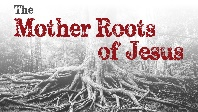 The
Mother Roots
of Jesus